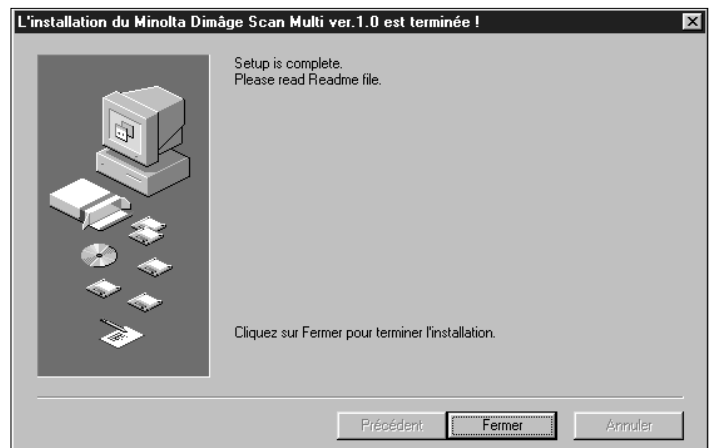 L'installation du Minolta Dimâge Scan Multi ver.1.0 est terminée !
Setup is complete.
Please read Readme file.
Cliquez sur Fermer pour terminer l'installation.
Précédent
Fermer
Annuler